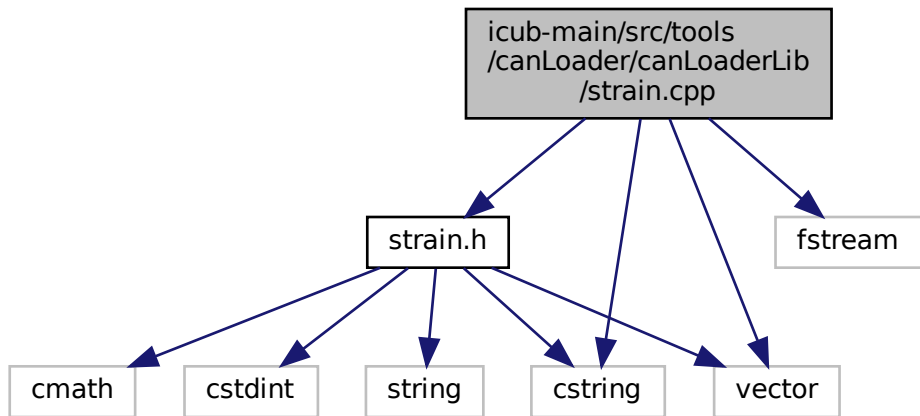 icub-main/src/tools
/canLoader/canLoaderLib
/strain.cpp
strain.h
fstream
cmath
cstdint
string
cstring
vector